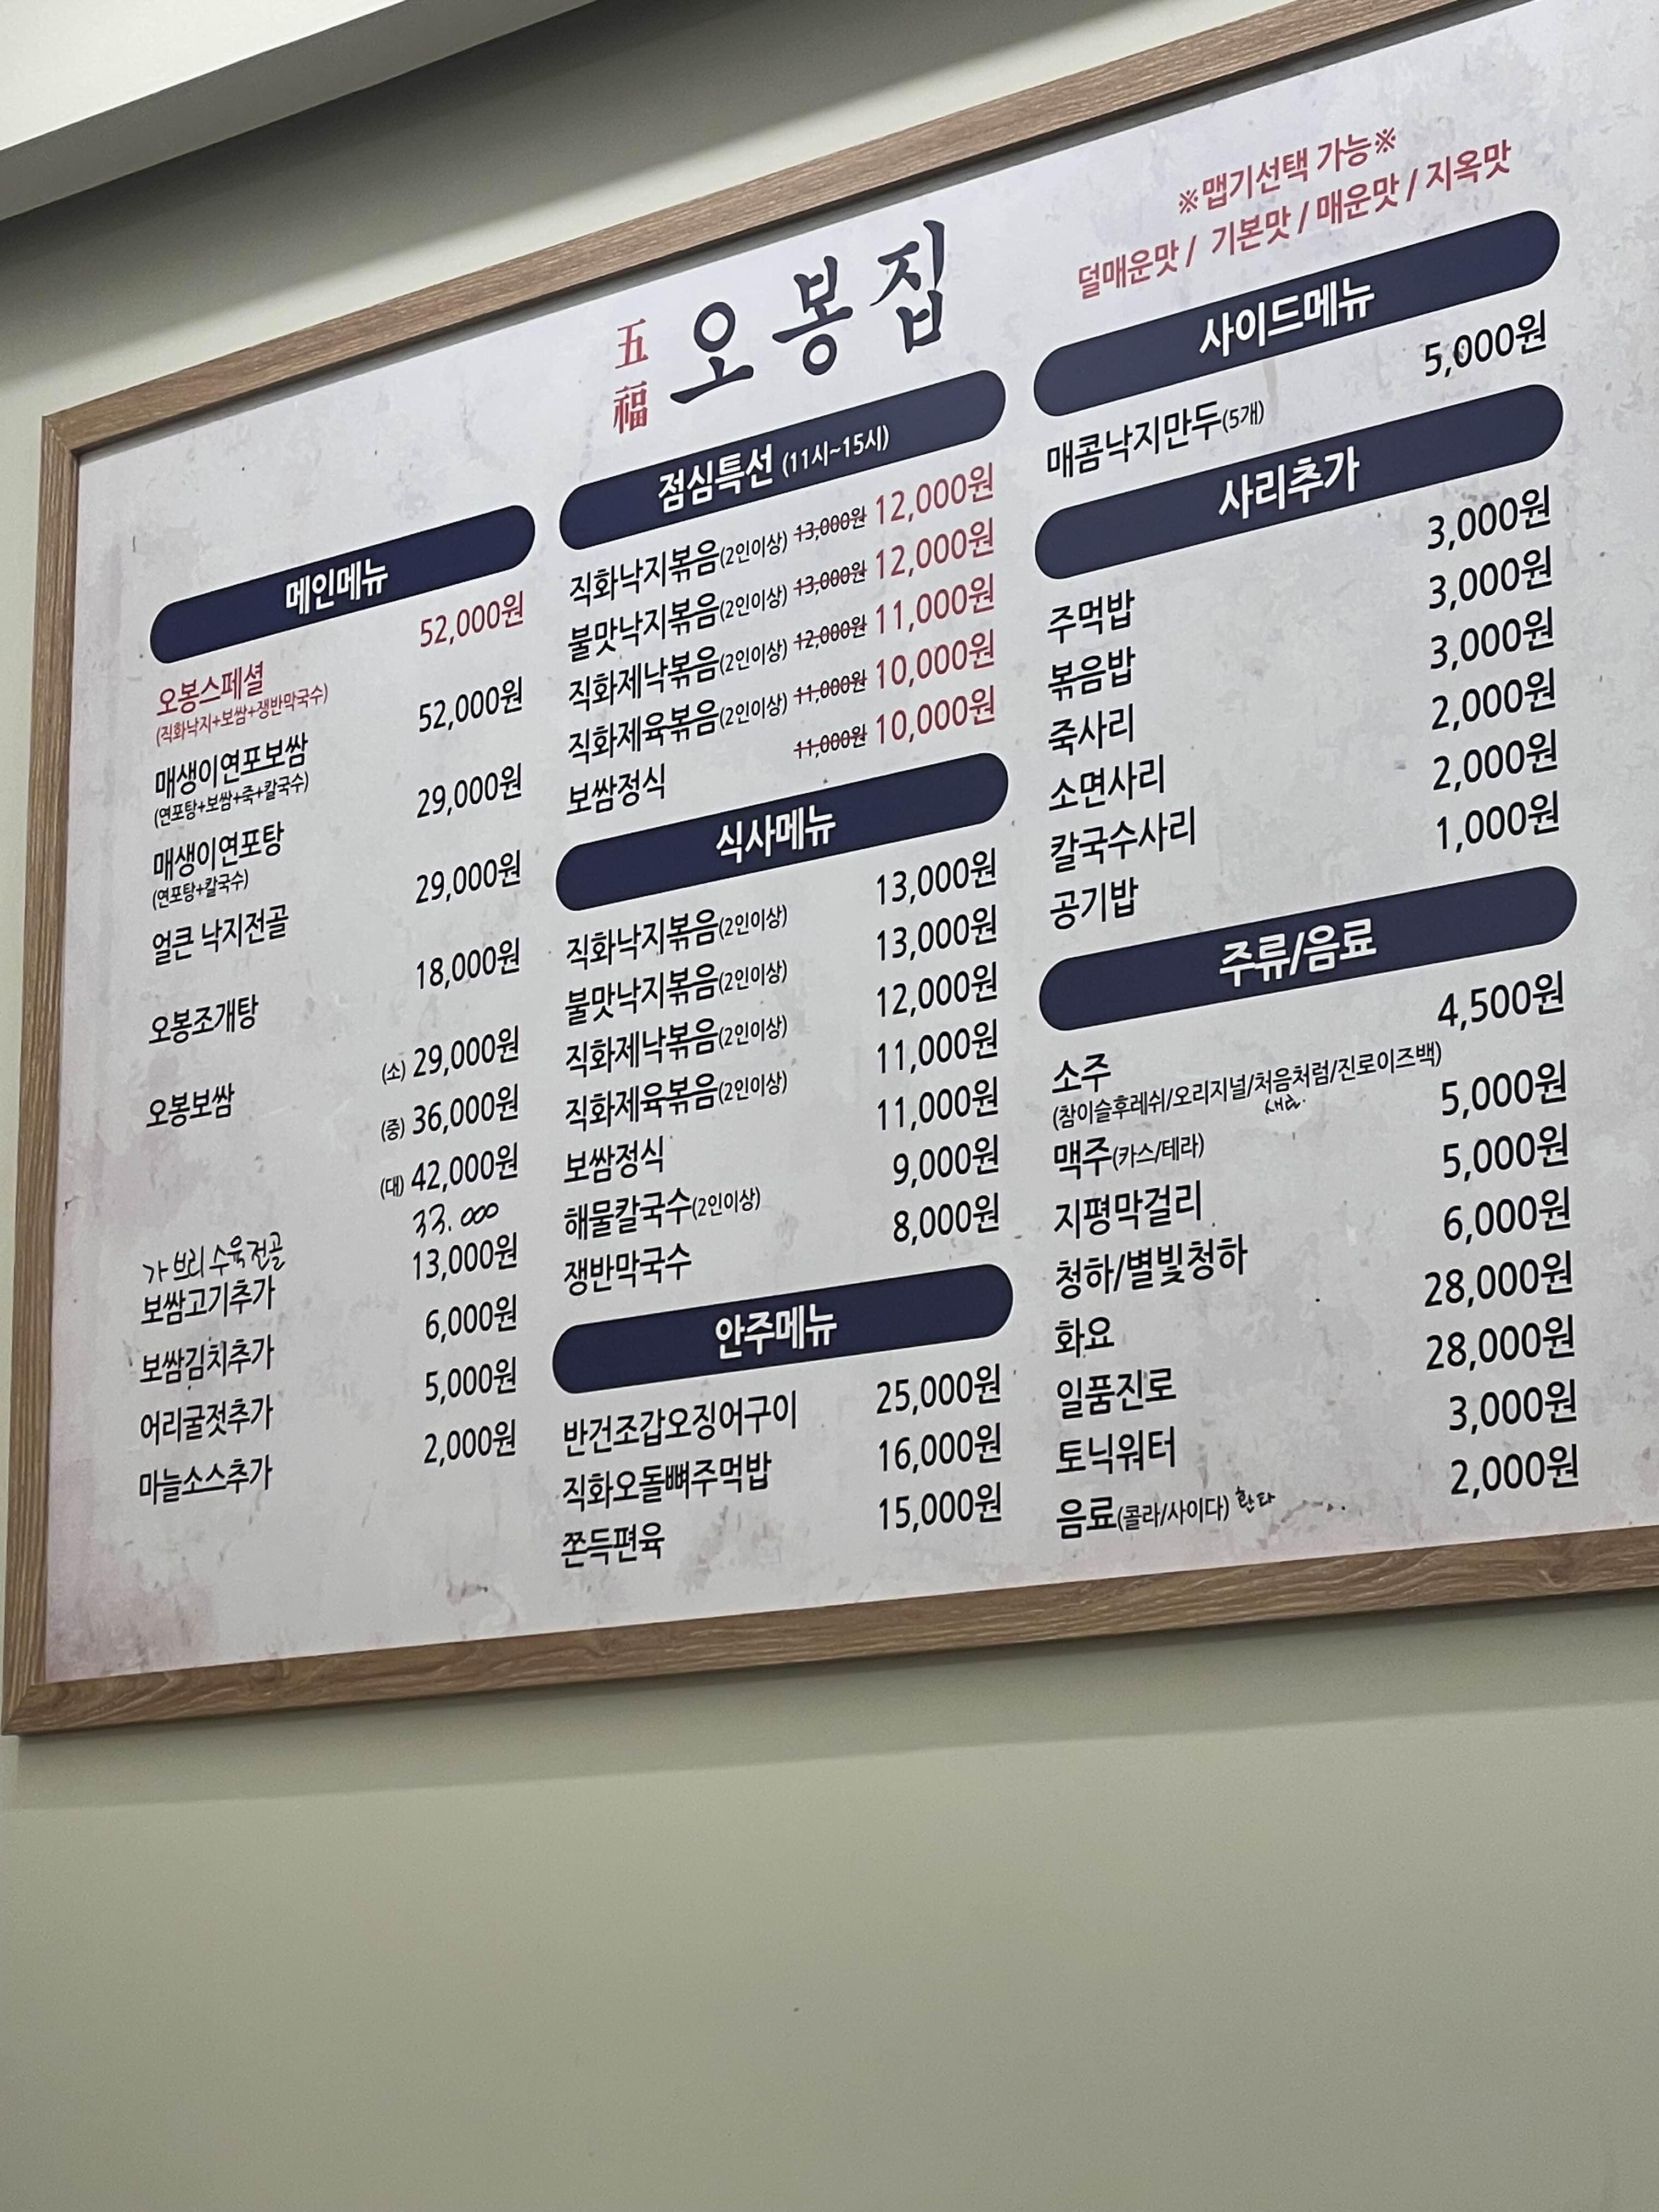 五福 오봉집
※맵기선택 가능※
덜매운맛 / 기본맛 / 매운맛 / 지옥맛
메인메뉴
오봉스페셜 52,000원
(직화낙지+보쌈+쟁반막국수)
매생이연포보쌈 52,000원
(연포탕+보쌈+죽+칼국수)
매생이연포탕 29,000원
(연포탕+칼국수)
얼큰 낙지전골 29,000원
오봉조개탕 18,000원
오봉보쌈 (소) 29,000원
(중) 36,000원
(대) 42,000원
가브리 수육전골 33.000
보쌈고기추가 13,000원
보쌈김치추가 6,000원
어리굴젓추가 5,000원
마늘소스추가 2,000원
점심특선 (11시~15시)
직화낙지볶음(2인이상) 13,000원 12,000원
불맛낙지볶음(2인이상) 13,000원 12,000원
직화제낙볶음(2인이상) 12,000원 11,000원
직화제육볶음(2인이상) 11,000원 10,000원
보쌈정식 11,000원 10,000원
식사메뉴
직화낙지볶음(2인이상) 13,000원
불맛낙지볶음(2인이상) 13,000원
직화제낙볶음(2인이상) 12,000원
직화제육볶음(2인이상) 11,000원
보쌈정식 11,000원
해물칼국수(2인이상) 9,000원
쟁반막국수 8,000원
안주메뉴
반건조갑오징어구이 25,000원
직화오돌뼈주먹밥 16,000원
쫀득편육 15,000원
사이드메뉴
매콤낙지만두(5개) 5,000원
사리추가
주먹밥 3,000원
볶음밥 3,000원
죽사리 3,000원
소면사리 2,000원
칼국수사리 2,000원
공기밥 1,000원
주류/음료
소주 4,500원
(참이슬후레쉬/오리지널/처음처럼/진로이즈백)
새로.
맥주(카스/테라) 5,000원
지평막걸리 5,000원
청하/별빛청하 6,000원
화요 28,000원
일품진로 28,000원
토닉워터 3,000원
음료(콜라/사이다) 환타 2,000원